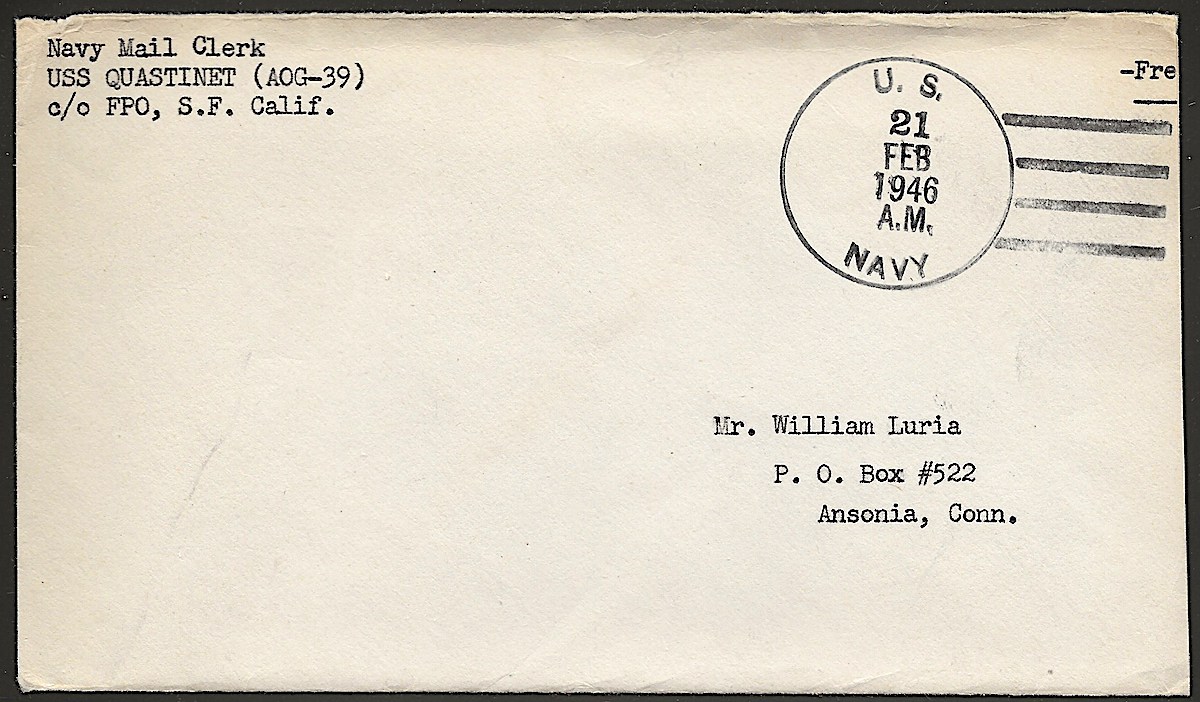 Navy Mail Clerk
USS QUASTINET (AOG-39)
c/o FPO, S.F. Calif.
-Fre
U. S.
21
FEB
1946
A.M.
NAVY
Mr. William Luria
P. O. Box #522
Ansonia, Conn.